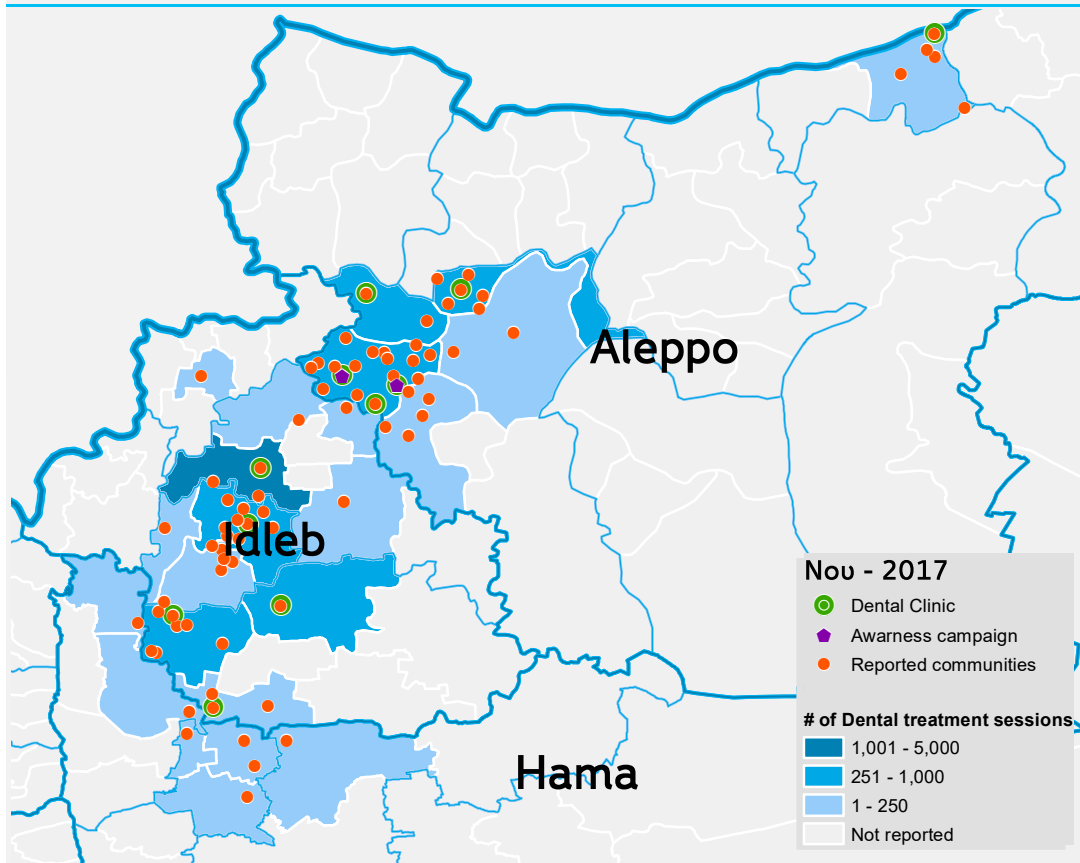 Aleppo
Idleb
Hama
Noυ - 2017
Dental Clinic
Awarness campaign
Reported communities
# of Dental treatment sessions
1,001 - 5,000
251 - 1,000
1 - 250
Not reported